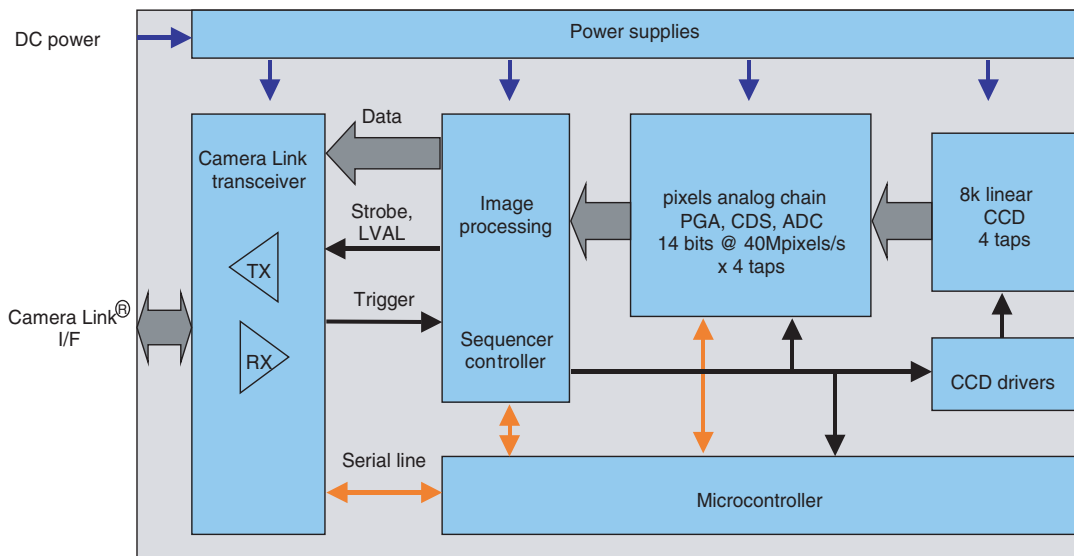 DC power
Power supplies
Data
Camera Link
transceiver
Strobe,
LVAL
TX
Trigger
RX
Camera Link®
I/F
Image
processing
Sequencer
controller
pixels analog chain
PGA, CDS, ADC
14 bits @ 40Mpixels/s
x 4 taps
8k linear
CCD
4 taps
CCD drivers
Serial line
Microcontroller